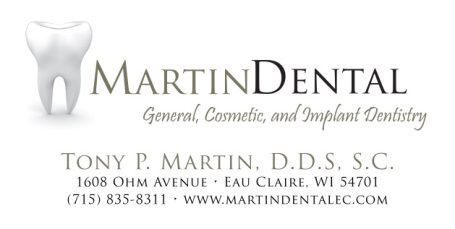 MartinDental
General, Cosmetic, and Implant Dentistry
Tony P. Martin, D.D.S, S.C.
1608 Ohm Avenue · Eau Claire, WI 54701
(715) 835-8311 · www.martindentalec.com